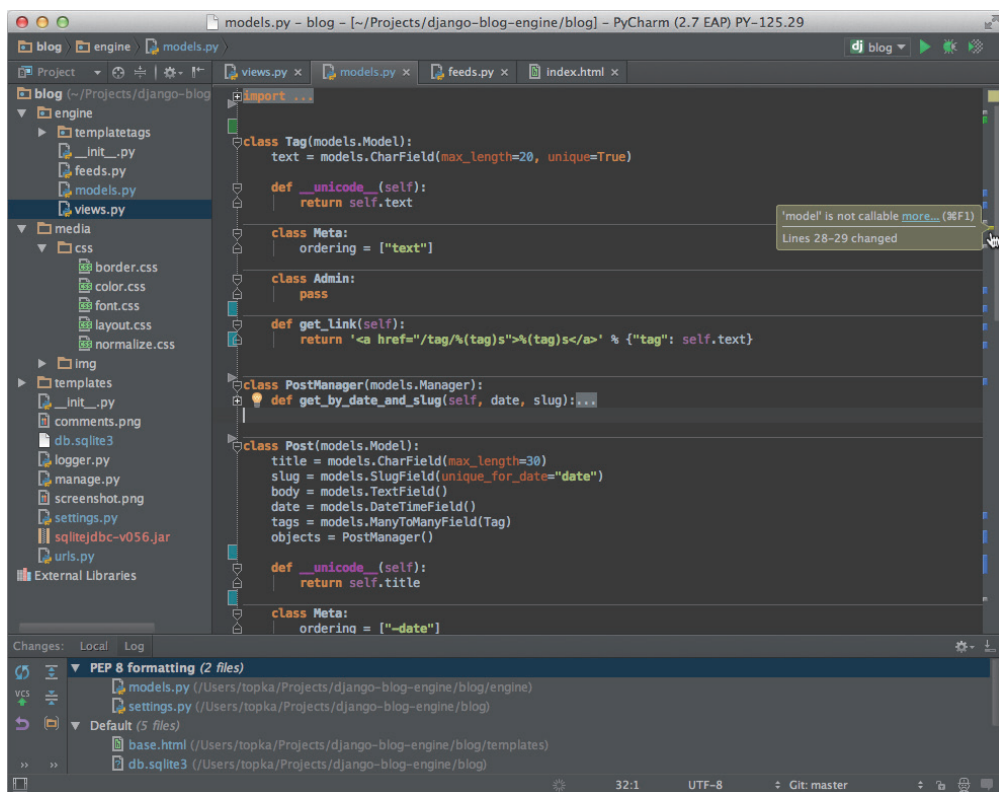 models.py – blog – [~/Projects/django-blog-engine/blog] – PyCharm (2.7 EAP) PY-125.29
blog engine models.py
dj blog
Project
views.py × models.py × feeds.py × index.html ×
blog (~/Projects/django-blog
engine
templatetags
__init__.py
feeds.py
models.py
views.py
media
css
border.css
color.css
font.css
layout.css
normalize.css
img
templates
__init__.py
comments.png
db.sqlite3
logger.py
manage.py
screenshot.png
settings.py
sqlitejdbc-v056.jar
urls.py
External Libraries
import ...
class Tag(models.Model):
text = models.CharField(max_length=20, unique=True)
def __unicode__(self):
return self.text
class Meta:
ordering = ["text"]
class Admin:
pass
def get_link(self):
return '<a href="/tag/%(tag)s">%(tag)s</a>' % {"tag": self.text}
class PostManager(models.Manager):
def get_by_date_and_slug(self, date, slug):...
class Post(models.Model):
title = models.CharField(max_length=30)
slug = models.SlugField(unique_for_date="date")
body = models.TextField()
date = models.DateTimeField()
tags = models.ManyToManyField(Tag)
objects = PostManager()
def __unicode__(self):
return self.title
class Meta:
ordering = ["-date"]
'model' is not callable more... (⌘F1)
Lines 28–29 changed
Changes: Local Log
PEP 8 formatting (2 files)
models.py (/Users/topka/Projects/django-blog-engine/blog/engine)
settings.py (/Users/topka/Projects/django-blog-engine/blog)
Default (5 files)
base.html (/Users/topka/Projects/django-blog-engine/blog/templates)
db.sqlite3 (/Users/topka/Projects/django-blog-engine/blog)
VCS
» »
32:1 UTF-8 Git: master